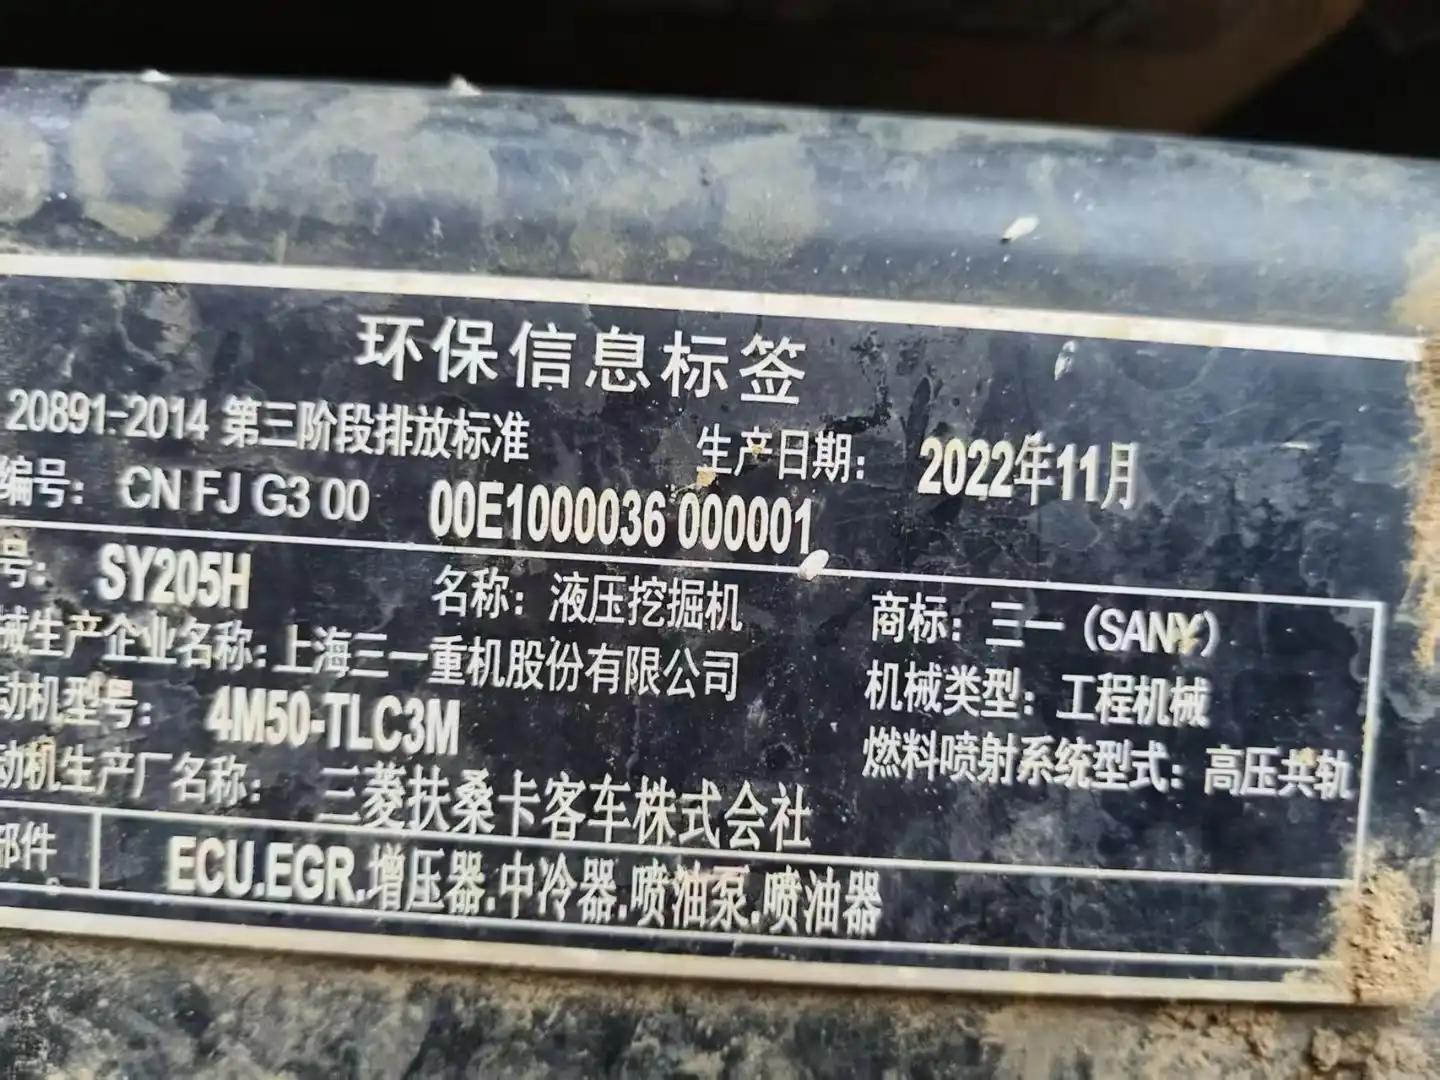 环保信息标签
20891-2014 第三阶段排放标准 生产日期： 2022年11月
编号： CN FJ G3 00 00E1000036 000001
号： SY205H 名称：液压挖掘机 商标：三一（SANY）
械生产企业名称：上海三一重机股份有限公司 机械类型：工程机械
动机型号： 4M50-TLC3M 燃料喷射系统型式：高压共轨
动机生产厂名称： 三菱扶桑卡客车株式会社
部件 ECU.EGR.增压器.中冷器.喷油泵.喷油器